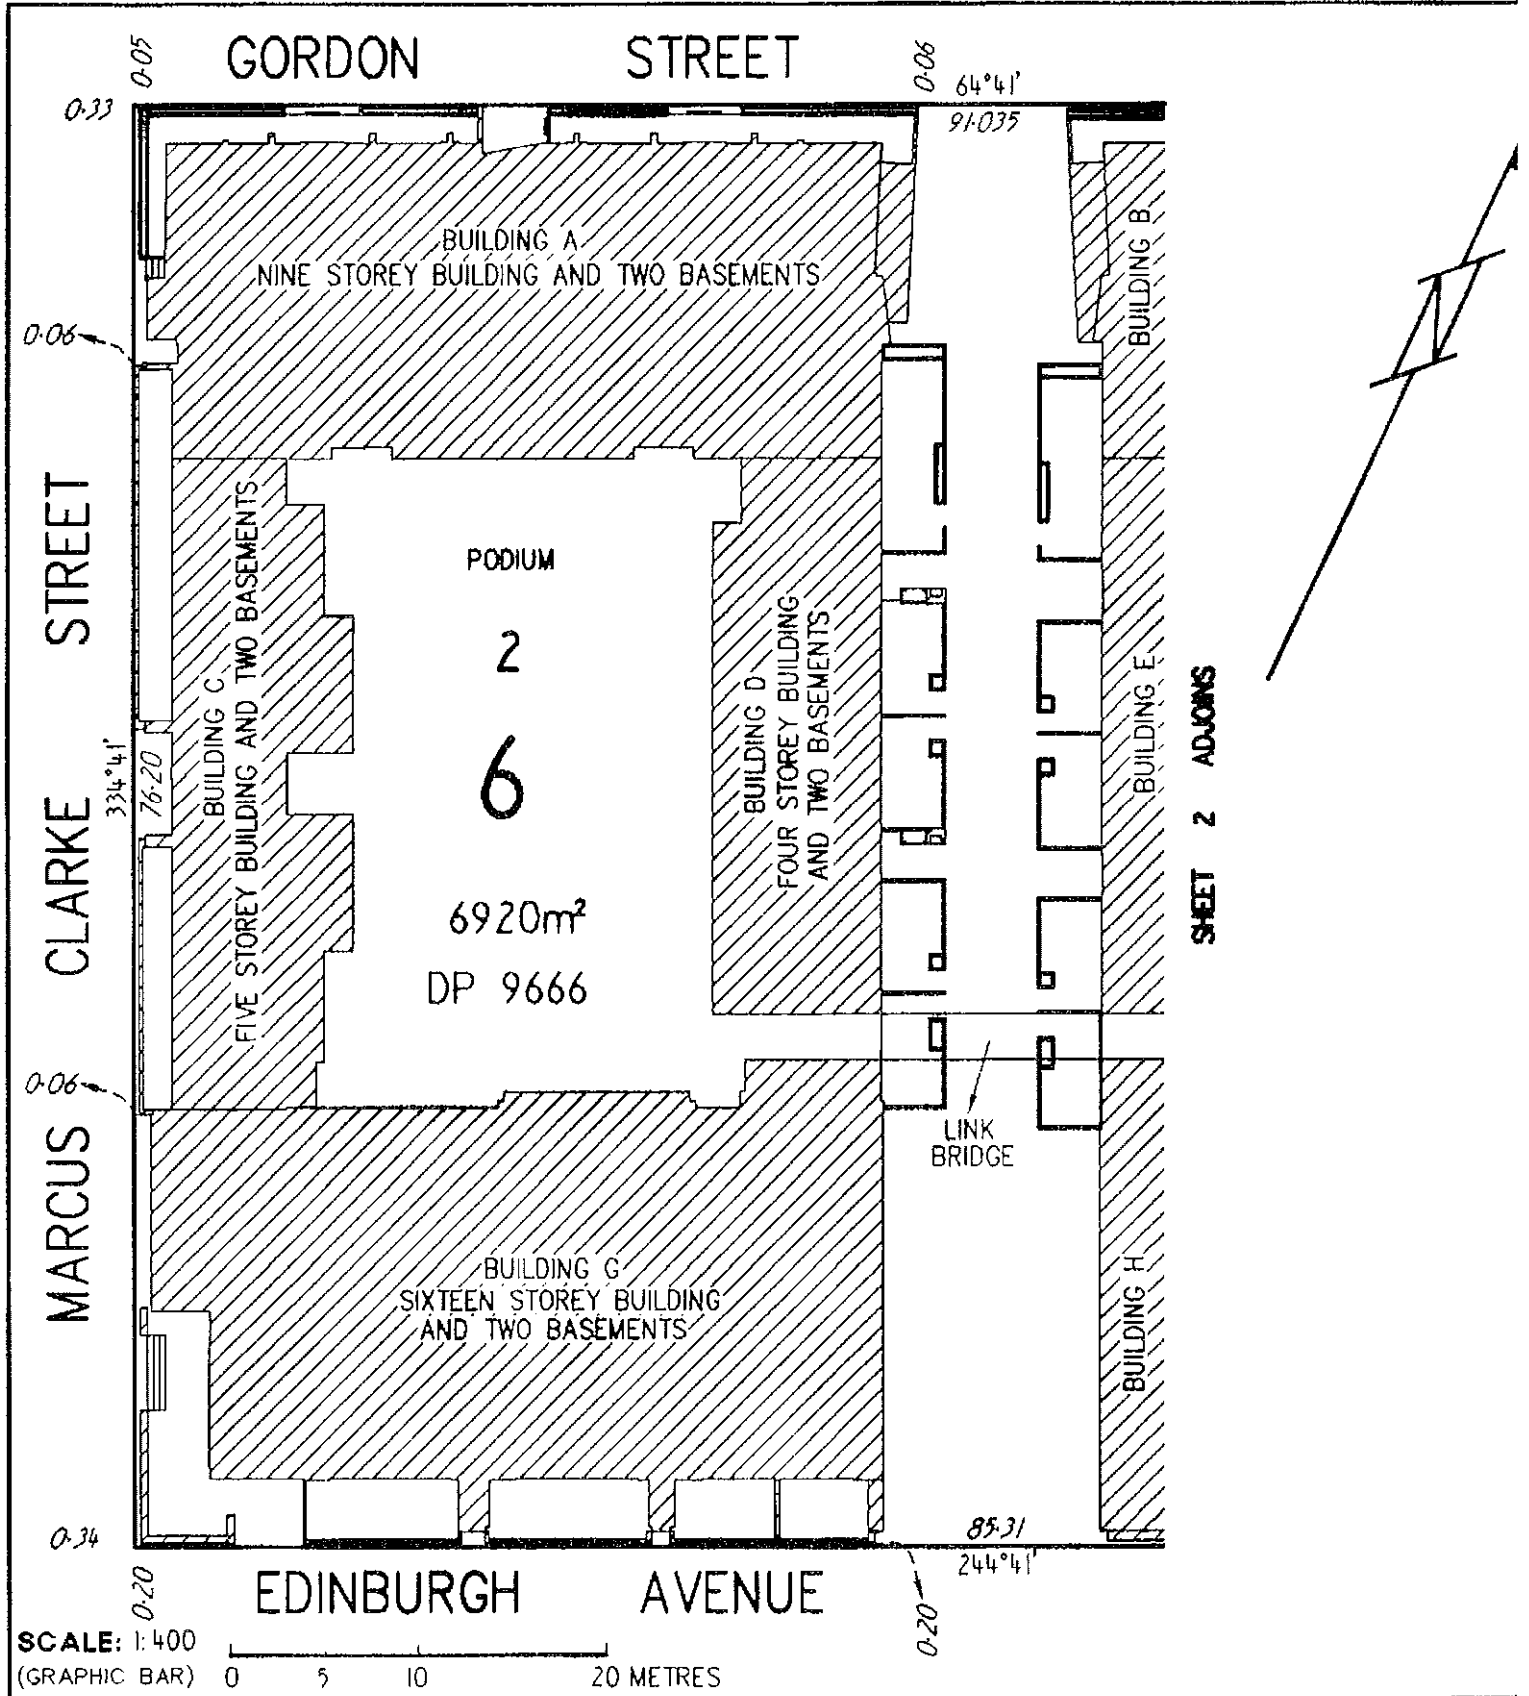 GORDON STREET
0·05
0·06
64°41'
91·035
0·33
BUILDING A
NINE STOREY BUILDING AND TWO BASEMENTS
BUILDING B
0·06
MARCUS CLARKE STREET
334°41'
76·20
BUILDING C
FIVE STOREY BUILDING AND TWO BASEMENTS
PODIUM
2
6
6920m²
DP 9666
BUILDING D
FOUR STOREY BUILDING
AND TWO BASEMENTS
BUILDING E
SHEET 2 ADJOINS
N
0·06
LINK
BRIDGE
BUILDING G
SIXTEEN STOREY BUILDING
AND TWO BASEMENTS
BUILDING H
0·34
85·31
244°41'
0·20
EDINBURGH AVENUE
0·20
SCALE: 1:400
(GRAPHIC BAR) 0 5 10 20 METRES